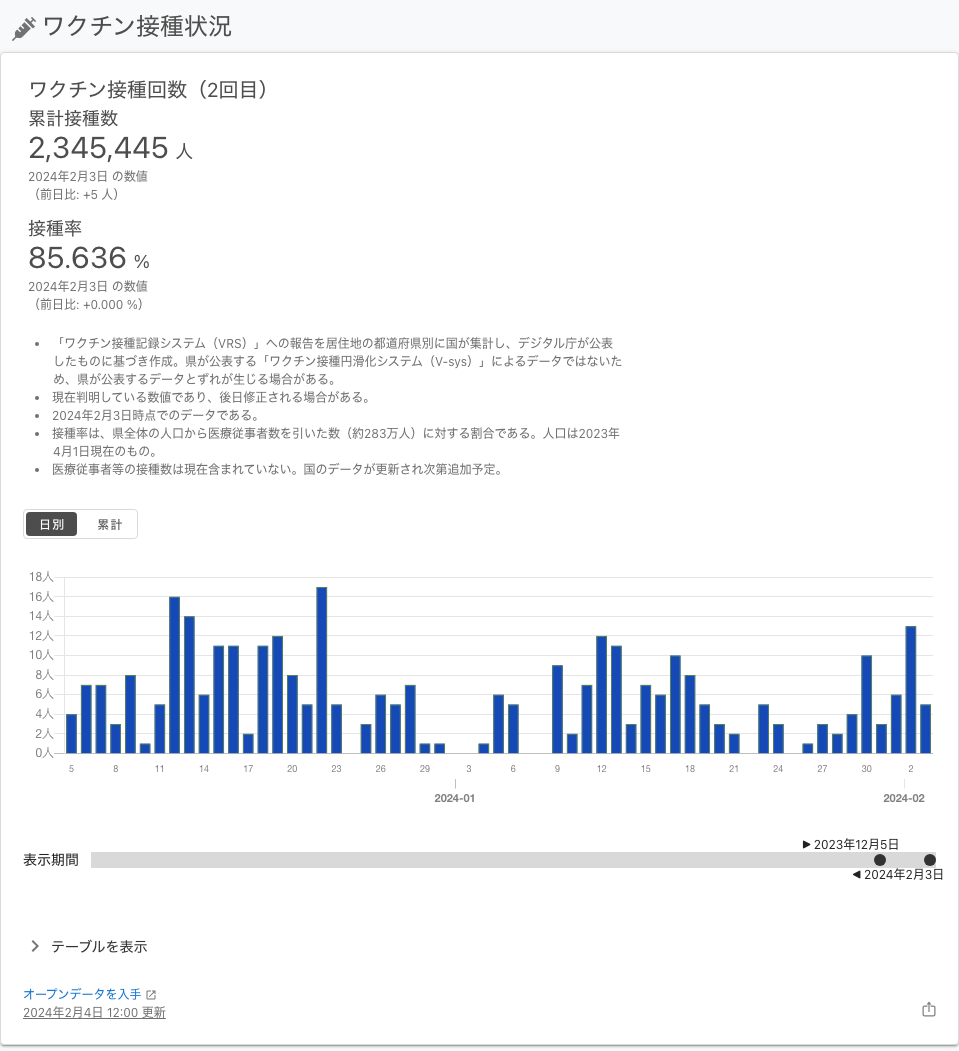 ワクチン接種状況
ワクチン接種回数（2回目）
累計接種数
2,345,445 人
2024年2月3日 の数値
（前日比: +5 人）
接種率
85.636 %
2024年2月3日 の数値
（前日比: +0.000 %）
• 「ワクチン接種記録システム（VRS）」への報告を居住地の都道府県別に国が集計し、デジタル庁が公表
したものに基づき作成。県が公表する「ワクチン接種円滑化システム（V-sys）」によるデータではないた
め、県が公表するデータとずれが生じる場合がある。
• 現在判明している数値であり、後日修正される場合がある。
• 2024年2月3日時点でのデータである。
• 接種率は、県全体の人口から医療従事者数を引いた数（約283万人）に対する割合である。人口は2023年
4月1日現在のもの。
• 医療従事者等の接種数は現在含まれていない。国のデータが更新され次第追加予定。
日別 累計
18人
16人
14人
12人
10人
8人
6人
4人
2人
0人
5 8 11 14 17 20 23 26 29 3 6 9 12 15 18 21 24 27 30 2
2024-01 2024-02
▶ 2023年12月5日
表示期間
◀ 2024年2月3日
テーブルを表示
オープンデータを入手
2024年2月4日 12:00 更新